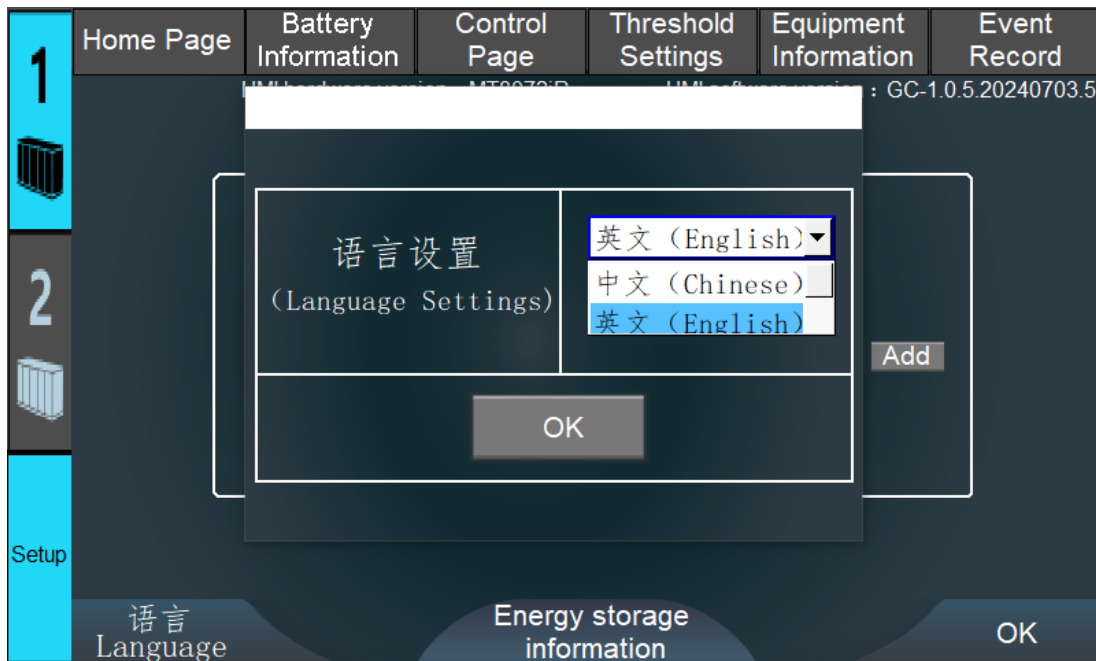 1
Home Page
Battery
Information
Control
Page
Threshold
Settings
Equipment
Information
Event
Record
: GC-1.0.5.20240703.5
语言设置
(Language Settings)
英文 (English)
中文 (Chinese)
英文 (English)
2
Add
OK
Setup
语言
Language
Energy storage
information
OK